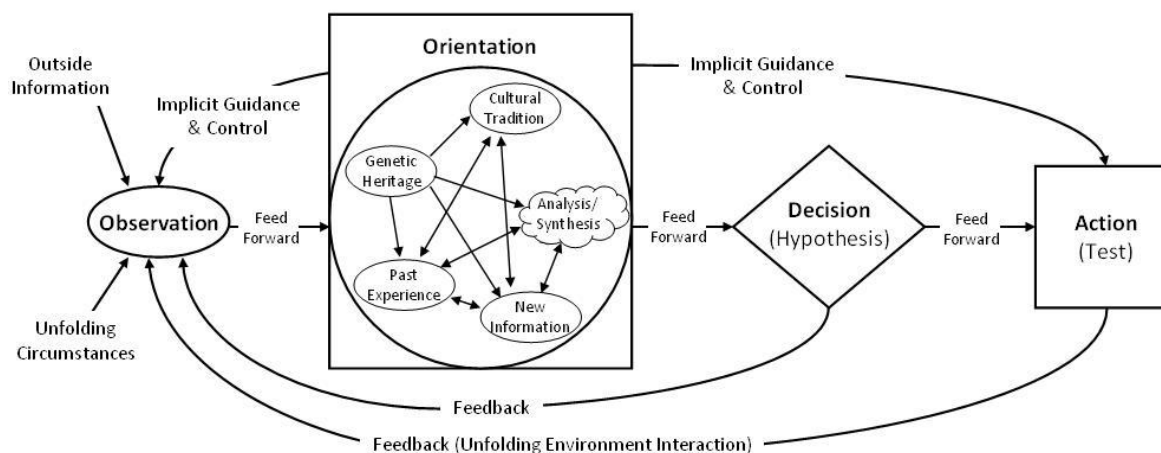 Orientation
Outside
Information
Implicit Guidance
& Control
Implicit Guidance
& Control
Cultural
Tradition
Genetic
Heritage
Analysis/
Synthesis
Past
Experience
New
Information
Observation
Feed
Forward
Feed
Forward
Decision
(Hypothesis)
Feed
Forward
Action
(Test)
Unfolding
Circumstances
Feedback
Feedback (Unfolding Environment Interaction)